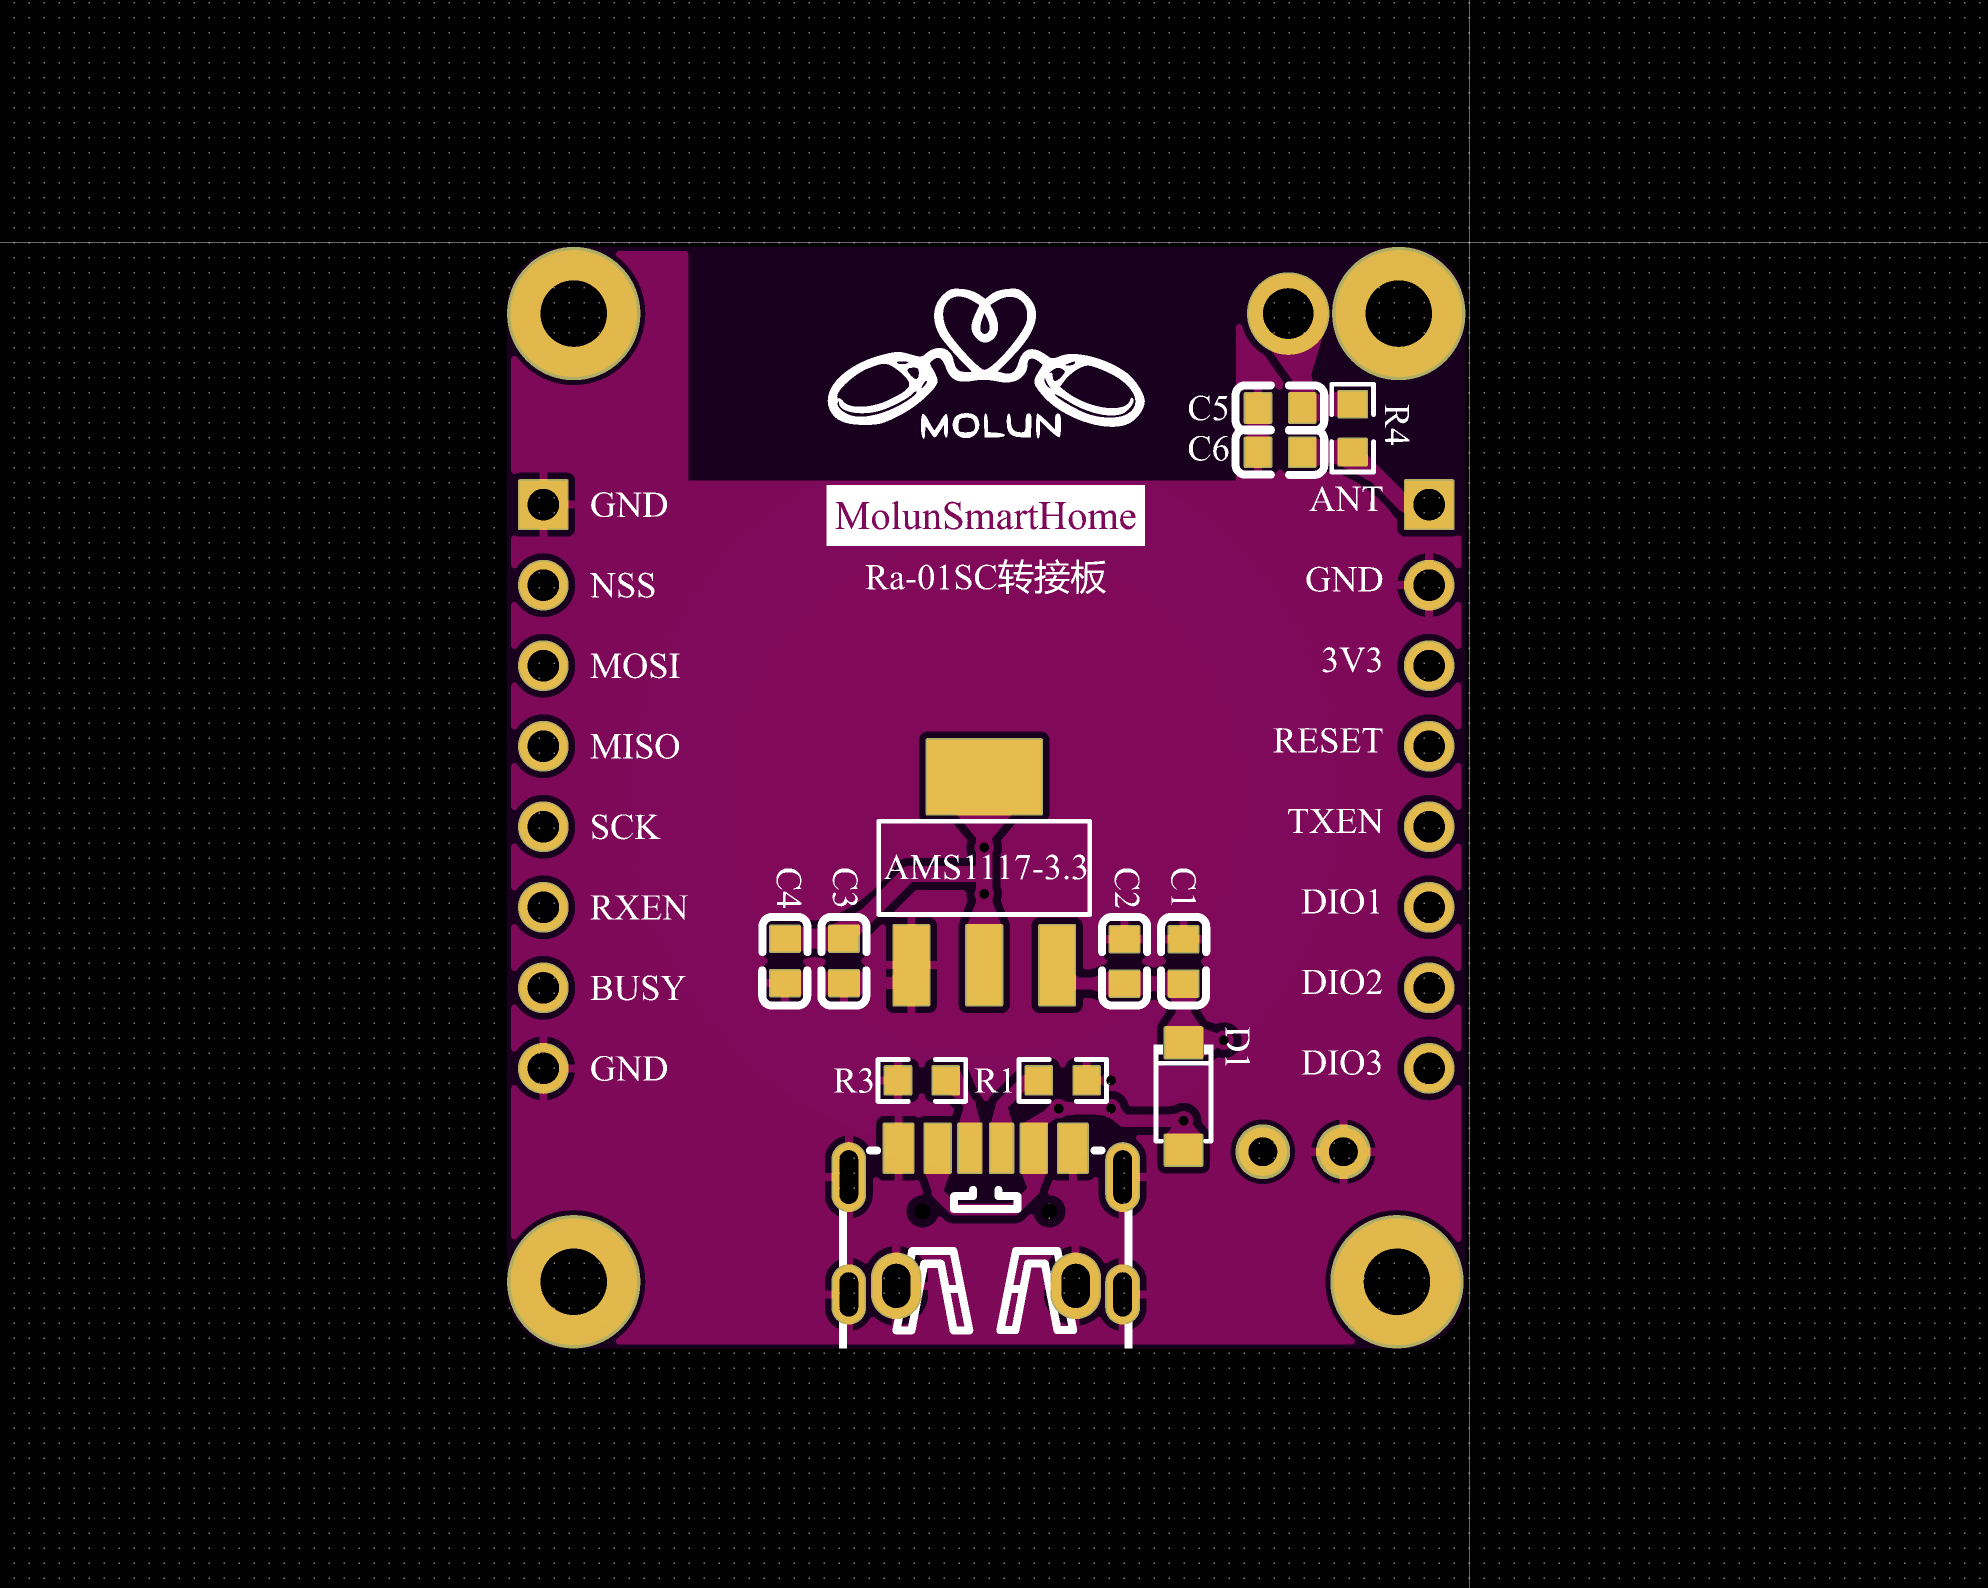 MOLUN
C5
C6
R4
MolunSmartHome
Ra-01SC转接板
GND
NSS
MOSI
MISO
SCK
RXEN
BUSY
GND
ANT
GND
3V3
RESET
TXEN
DIO1
DIO2
DIO3
AMS1117-3.3
C4
C3
C2
C1
D1
R3
R1